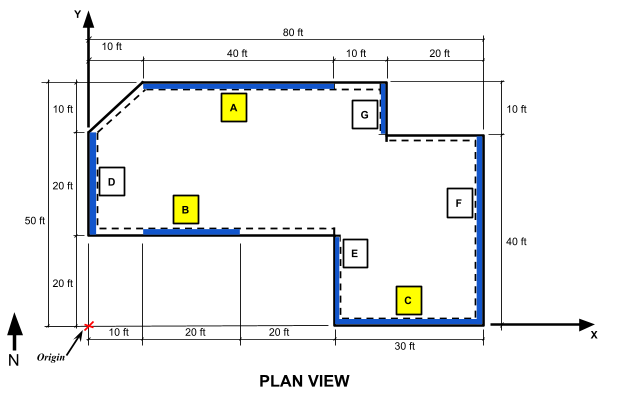 Y
80 ft
10 ft
40 ft
10 ft
20 ft
10 ft
A
G
10 ft
D
20 ft
B
F
50 ft
E
40 ft
20 ft
C
10 ft
20 ft
20 ft
30 ft
X
N
Origin
PLAN VIEW